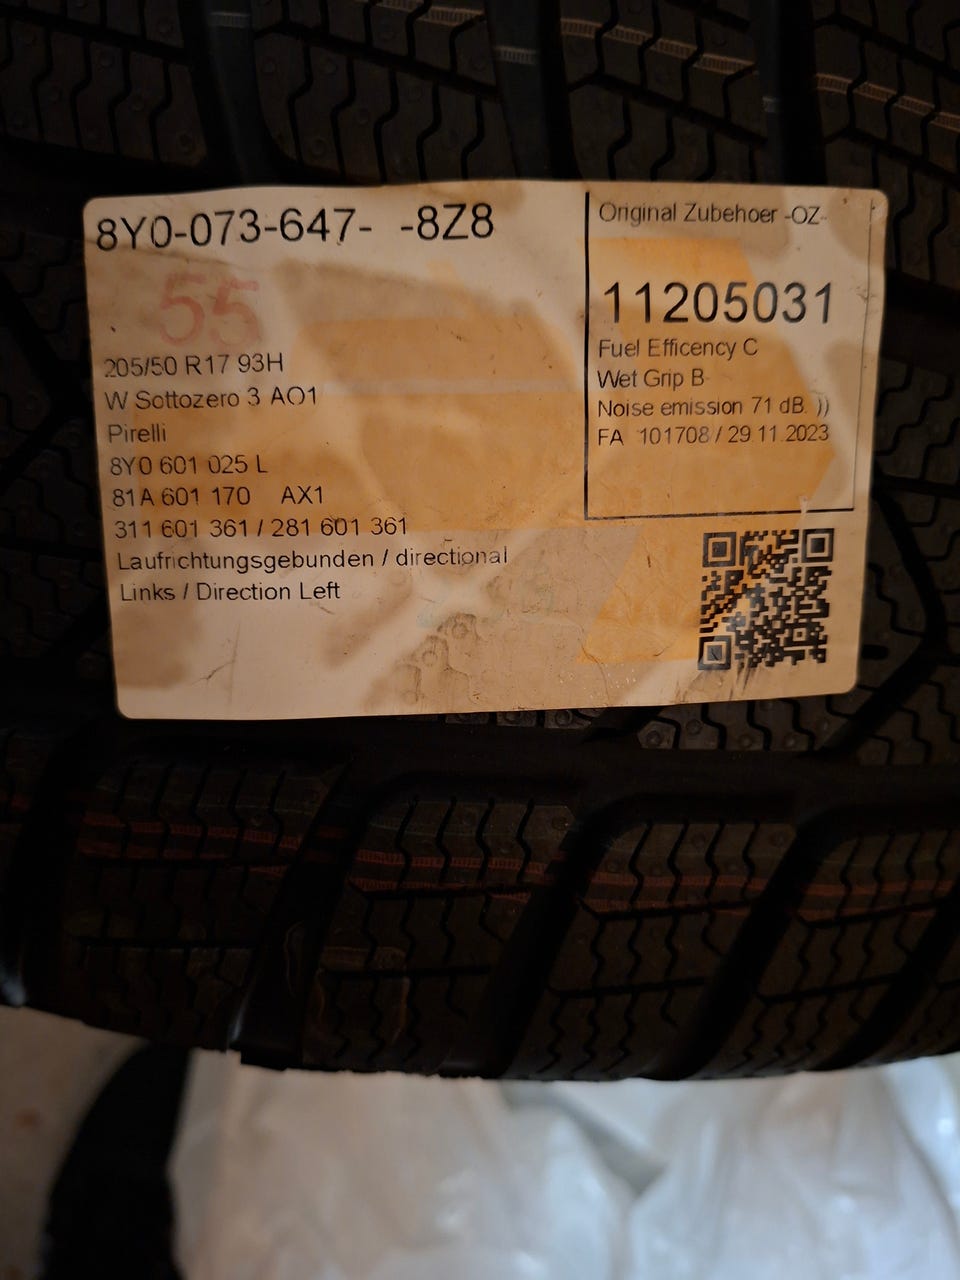 8Y0-073-647- -8Z8
55
205/50 R17 93H
W Sottozero 3 AO1
Pirelli
8Y0 601 025 L
81A 601 170 AX1
311 601 361 / 281 601 361
Laufrichtungsgebunden / directional
Links / Direction Left
Original Zubehoer -OZ-
11205031
Fuel Efficency C
Wet Grip B
Noise emission 71 dB. ))
FA 101708 / 29.11.2023